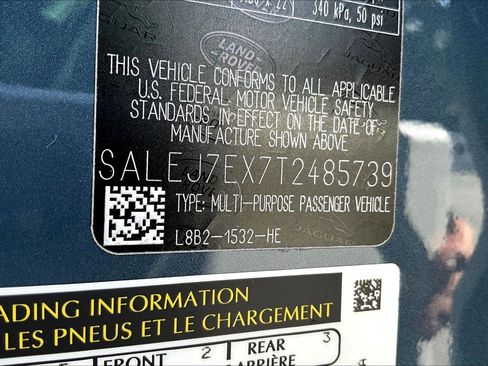 340 kPa, 50 psi
JAGUAR
LAND
ROVER
THIS VEHICLE CONFORMS TO ALL APPLICABLE
U.S. FEDERAL MOTOR VEHICLE SAFETY
STANDARDS IN EFFECT ON THE DATE OF
MANUFACTURE SHOWN ABOVE
SALEJ7EX7T2485739
TYPE: MULTI-PURPOSE PASSENGER VEHICLE
L8B2-1532-HE
JAGUAR
ADING INFORMATION
LES PNEUS ET LE CHARGEMENT
FRONT 2 REAR 3